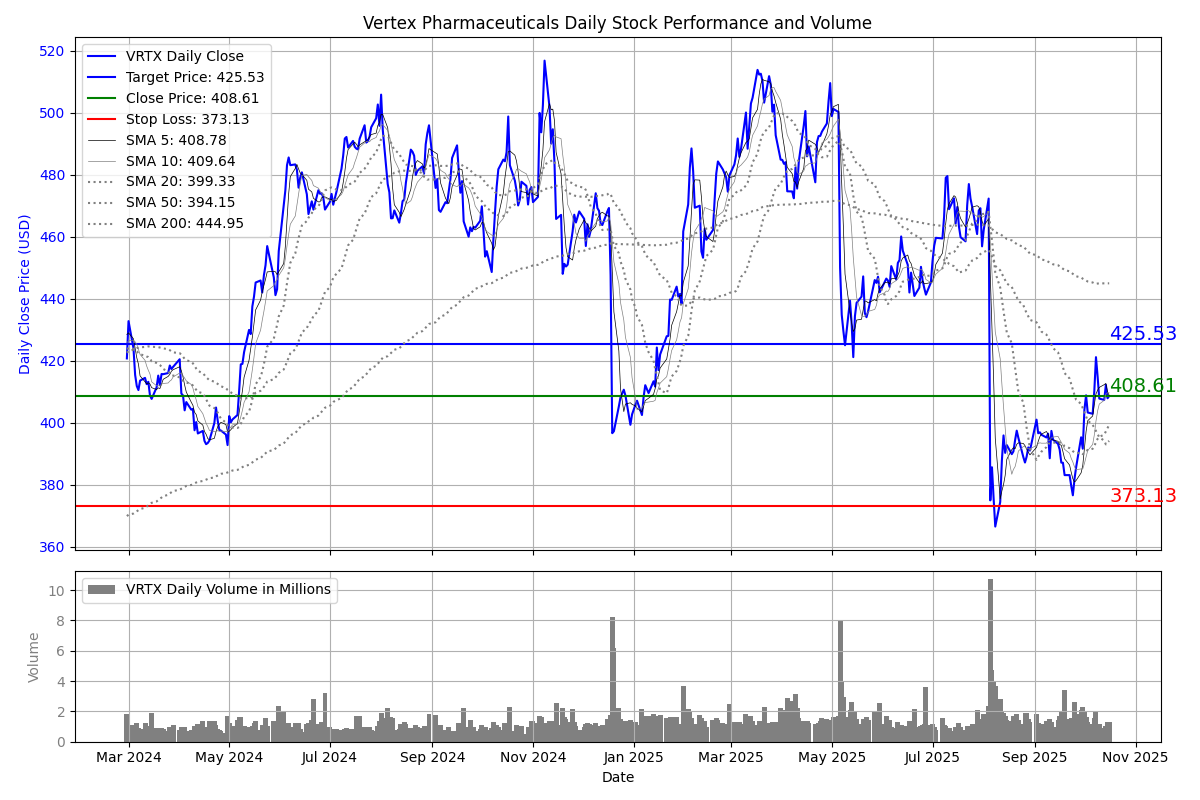 Vertex Pharmaceuticals Daily Stock Performance and Volume
Daily Close Price (USD)
520
500
480
460
440
420
400
380
360
VRTX Daily Close
Target Price: 425.53
Close Price: 408.61
Stop Loss: 373.13
SMA 5: 408.78
SMA 10: 409.64
SMA 20: 399.33
SMA 50: 394.15
SMA 200: 444.95
425.53
408.61
373.13
Volume
10
8
6
4
2
0
VRTX Daily Volume in Millions
Mar 2024 May 2024 Jul 2024 Sep 2024 Nov 2024 Jan 2025 Mar 2025 May 2025 Jul 2025 Sep 2025 Nov 2025
Date